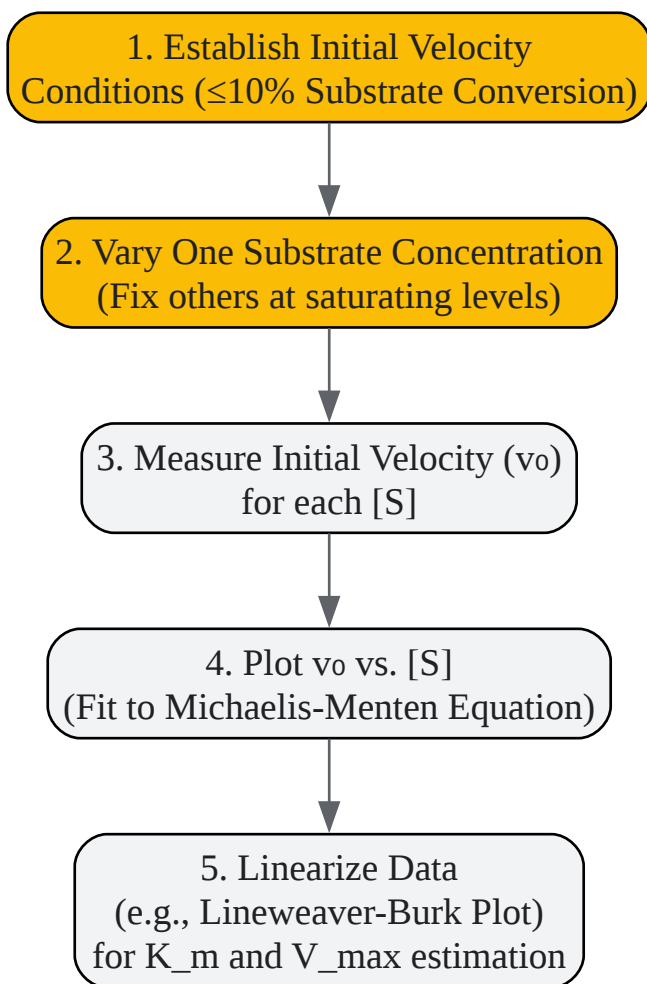 1. Establish Initial Velocity
Conditions (≤10% Substrate Conversion)
2. Vary One Substrate Concentration
(Fix others at saturating levels)
3. Measure Initial Velocity (v₀)
for each [S]
4. Plot v₀ vs. [S]
(Fit to Michaelis-Menten Equation)
5. Linearize Data
(e.g., Lineweaver-Burk Plot)
for K_m and V_max estimation